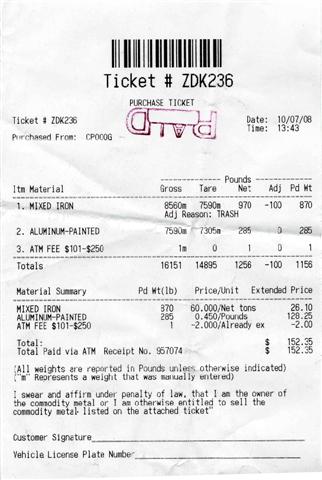 Ticket # ZDK236
PURCHASE TICKET
PAID
Ticket # ZDK236 Date: 10/07/08
Time: 13:43
Purchased From: CP000G
Pounds
Itm Material Gross Tare Net Adj Pd Wt
1. MIXED IRON 8560m 7590m 970 -100 870
Adj Reason: TRASH
2. ALUMINUM-PAINTED 7590m 7305m 285 0 285
3. ATM FEE $101-$250 1m 0 1 0 1
Totals 16151 14895 1256 -100 1156
Material Summary Pd Wt(lb) Price/Unit Extended Price
MIXED IRON 870 60.000/Net tons 26.10
ALUMINUM-PAINTED 285 0.450/Pounds 128.25
ATM FEE $101-$250 1 -2.000/Already ex -2.00
Total: $ 152.35
Total Paid via ATM Receipt No. 957074 $ 152.35
(All weights are reported in Pounds unless otherwise indicated)
("m" Represents a weight that was manually entered)
I swear and affirm under penalty of law, that I am the owner of
the commodity metal or I am otherwise entitled to sell the
commodity metal listed on the attached ticket"
Customer Signature
Vehicle License Plate Number